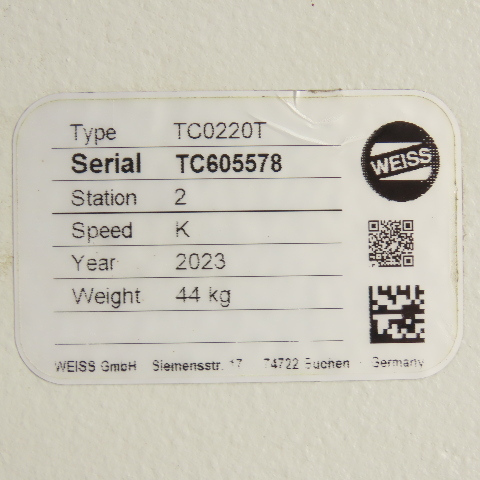 Type TC0220T
WEISS
Serial TC605578
Station 2
Speed K
Year 2023
Weight 44 kg
WEISS GmbH Siemensstr. 17 74722 Buchen Germany